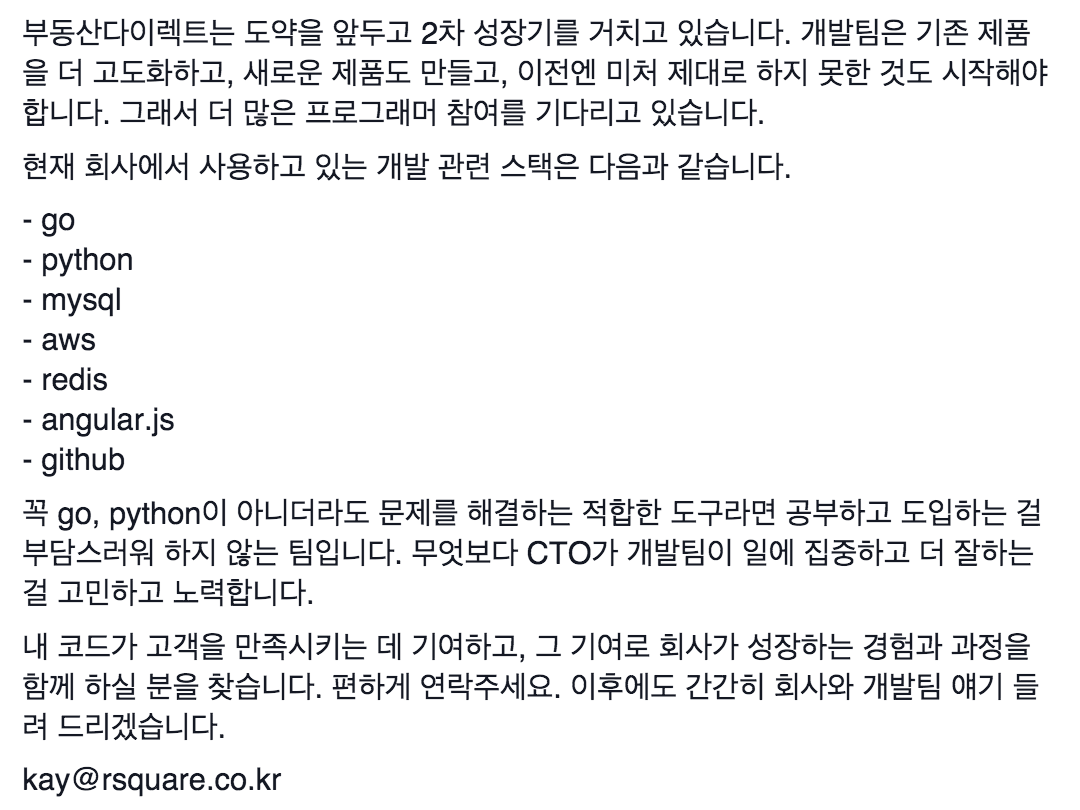 부동산다이렉트는 도약을 앞두고 2차 성장기를 거치고 있습니다. 개발팀은 기존 제품
을 더 고도화하고, 새로운 제품도 만들고, 이전엔 미처 제대로 하지 못한 것도 시작해야
합니다. 그래서 더 많은 프로그래머 참여를 기다리고 있습니다.
현재 회사에서 사용하고 있는 개발 관련 스택은 다음과 같습니다.
- go
- python
- mysql
- aws
- redis
- angular.js
- github
꼭 go, python이 아니더라도 문제를 해결하는 적합한 도구라면 공부하고 도입하는 걸
부담스러워 하지 않는 팀입니다. 무엇보다 CTO가 개발팀이 일에 집중하고 더 잘하는
걸 고민하고 노력합니다.
내 코드가 고객을 만족시키는 데 기여하고, 그 기여로 회사가 성장하는 경험과 과정을
함께 하실 분을 찾습니다. 편하게 연락주세요. 이후에도 간간히 회사와 개발팀 얘기 들
려 드리겠습니다.
kay@rsquare.co.kr